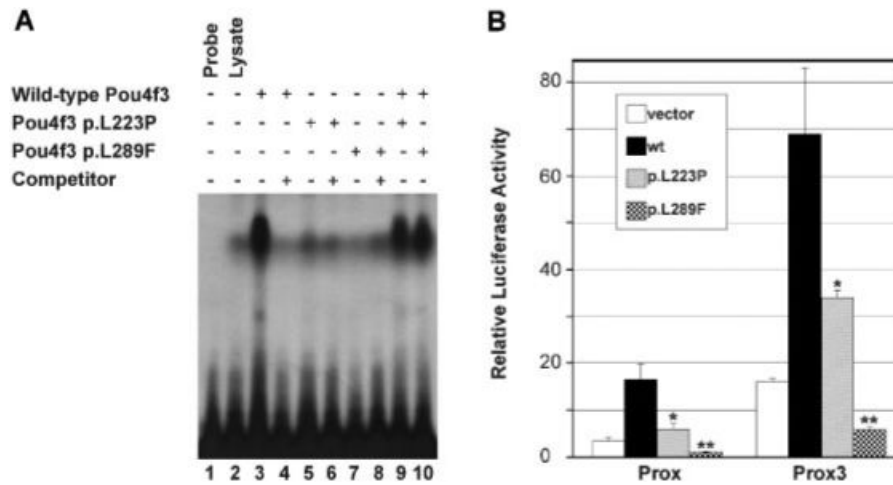 A
B
Probe
Lysate
Wild-type Pou4f3 - - + + - - - - + +
Pou4f3 p.L223P - - - - + + - - + -
Pou4f3 p.L289F - - - - - - + + - +
Competitor - - - + - + - + - -
1 2 3 4 5 6 7 8 9 10
Relative Luciferase Activity
80
60
40
20
0
vector
wt
p.L223P
p.L289F
* ** * **
Prox Prox3